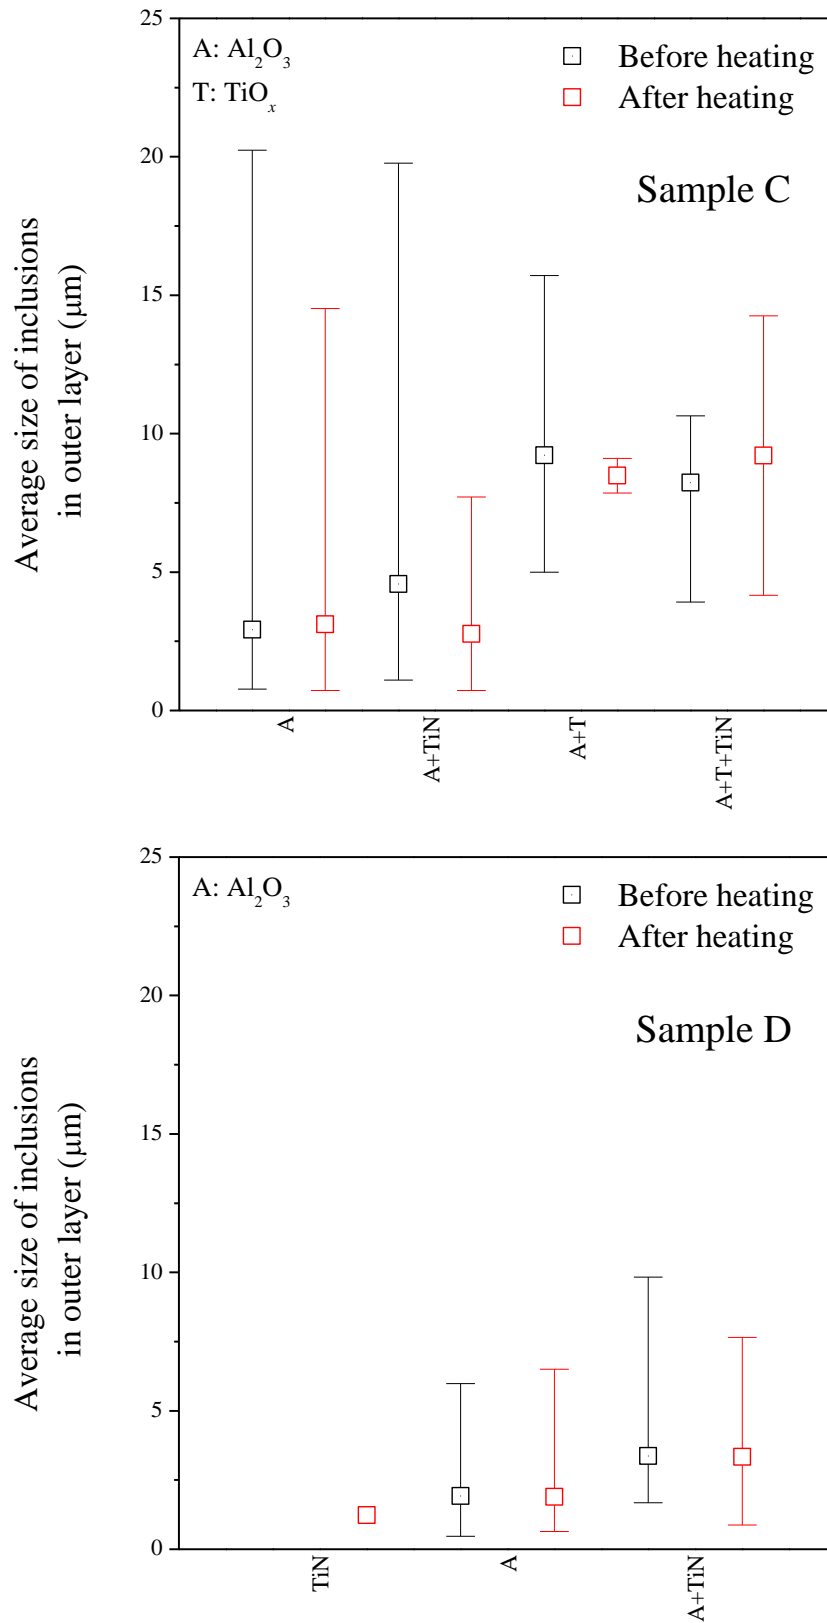 25
A: Al₂O₃
Before heating
T: TiOₓ
After heating
20
Sample C
15
10
5
0
Average size of inclusions
in outer layer (μm)
A
A+TiN
A+T
A+T+TiN
25
A: Al₂O₃
Before heating
After heating
20
Sample D
15
10
5
0
Average size of inclusions
in outer layer (μm)
TiN
A
A+TiN